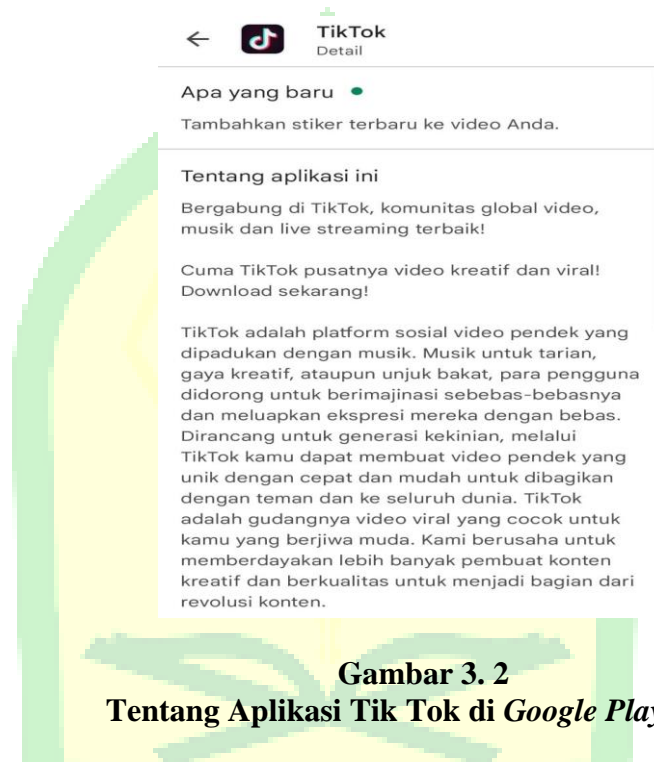 TikTok
Detail
Apa yang baru
Tambahkan stiker terbaru ke video Anda.
Tentang aplikasi ini
Bergabung di TikTok, komunitas global video,
musik dan live streaming terbaik!
Cuma TikTok pusatnya video kreatif dan viral!
Download sekarang!
TikTok adalah platform sosial video pendek yang
dipadukan dengan musik. Musik untuk tarian,
gaya kreatif, ataupun unjuk bakat, para pengguna
didorong untuk berimajinasi sebebas-bebasnya
dan meluapkan ekspresi mereka dengan bebas.
Dirancang untuk generasi kekinian, melalui
TikTok kamu dapat membuat video pendek yang
unik dengan cepat dan mudah untuk dibagikan
dengan teman dan ke seluruh dunia. TikTok
adalah gudangnya video viral yang cocok untuk
kamu yang berjiwa muda. Kami berusaha untuk
memberdayakan lebih banyak pembuat konten
kreatif dan berkualitas untuk menjadi bagian dari
revolusi konten.
Gambar 3. 2
Tentang Aplikasi Tik Tok di Google Play